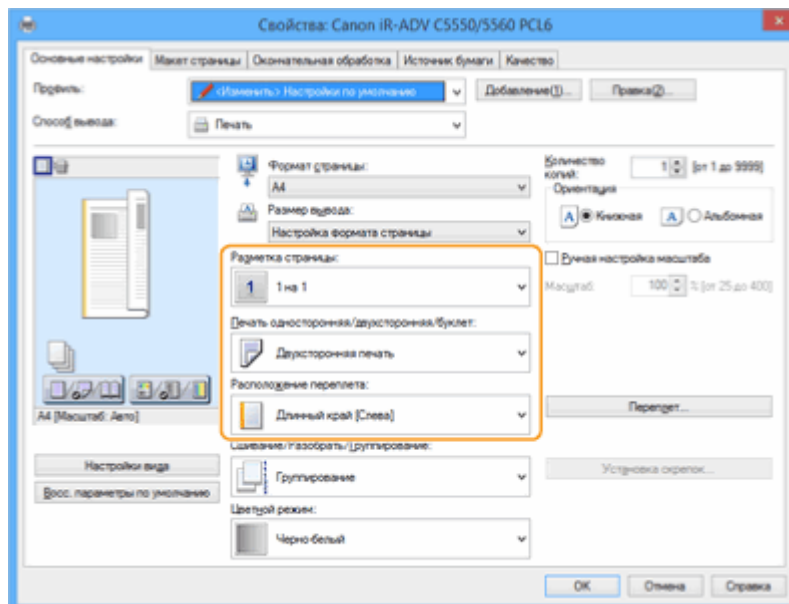 Свойства: Canon iR-ADV C5550/5560 PCL6
Основные настройки Макет страницы Окончательная обработка Источник бумаги Качество
Профиль: <Изменить> Настройки по умолчанию Добавление(1)... Правка(2)...
Способ вывода: Печать
Формат страницы:
A4
Размер вывода:
Настройка формата страницы
Разметка страницы:
1 1 на 1
Печать односторонняя/двухсторонняя/буклет:
Двухсторонняя печать
Расположение переплета:
Длинный край [Слева]
Сшивание/Разобрать/Группирование:
Группирование
Цветной режим:
Черно-белый
Количество копий: 1 [от 1 до 9999]
Ориентация
A Книжная A Альбомная
Ручная настройка масштаба
Масштаб: 100 % [от 25 до 400]
Переплет...
Установка скрепок...
A4 [Масштаб: Авто]
Настройки вида
Восс. параметры по умолчанию
OK Отмена Справка